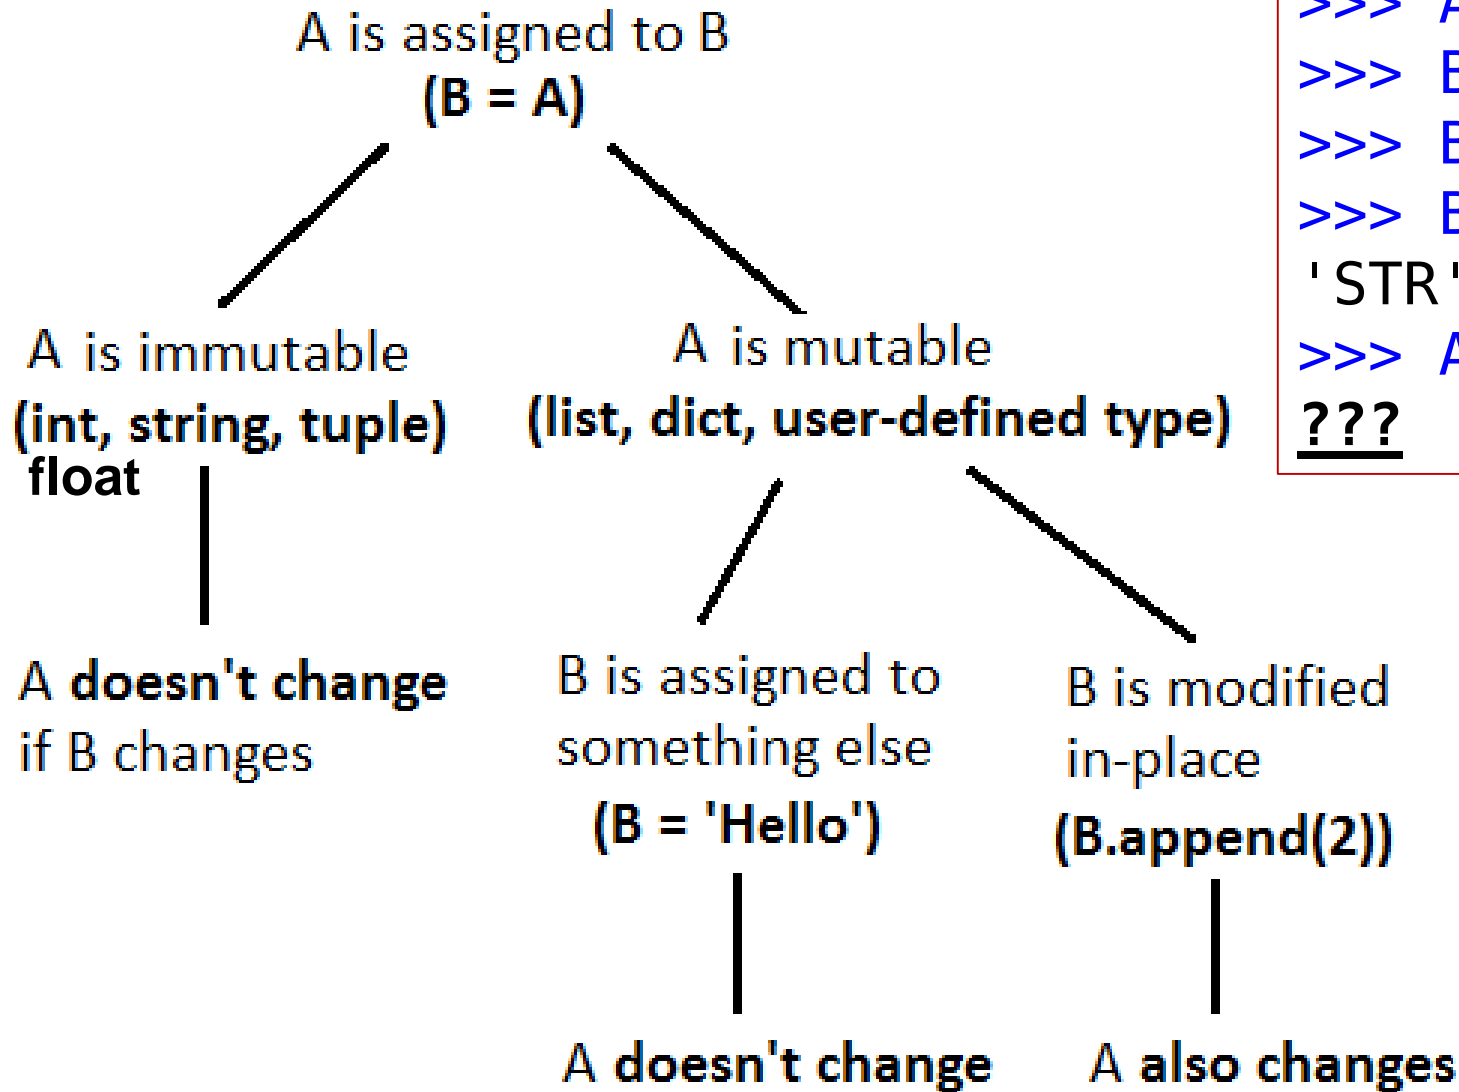 A is assigned to B
(B = A)
>>> A
>>> B
>>> B
>>> B
'STR'
>>> A
???
A is immutable
(int, string, tuple)
float
A is mutable
(list, dict, user-defined type)
A doesn't change
if B changes
B is assigned to
something else
(B = 'Hello')
B is modified
in-place
(B.append(2))
A doesn't change
A also changes